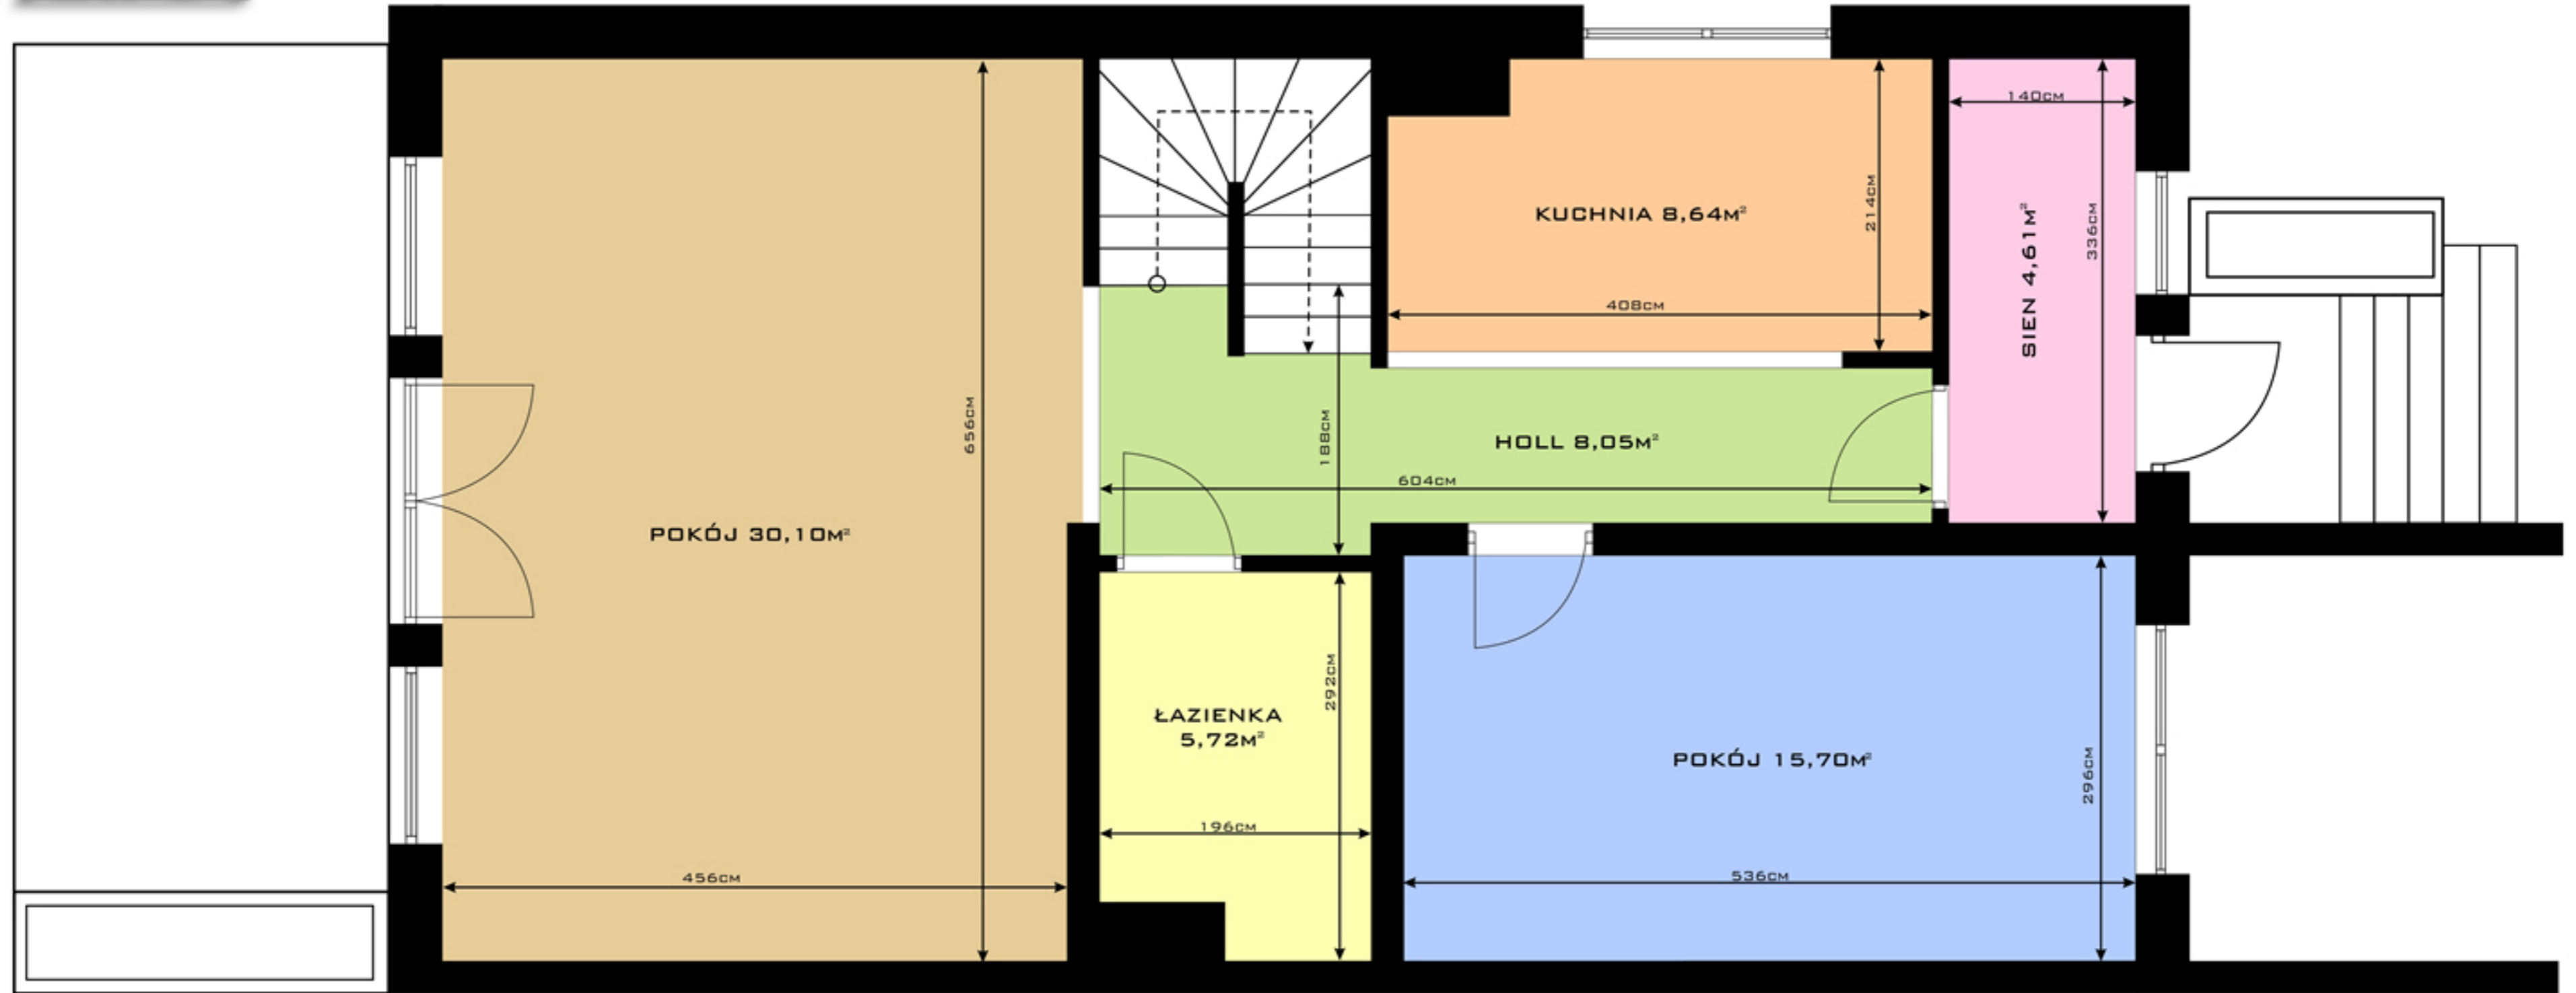 140CM
336CM
SIEN 4,61M²
KUCHNIA 8,64M²
214CM
408CM
656CM
188CM
HOLL 8,05M²
604CM
POKÓJ 30,10M²
456CM
ŁAZIENKA
5,72M²
292CM
196CM
POKÓJ 15,70M²
296CM
536CM